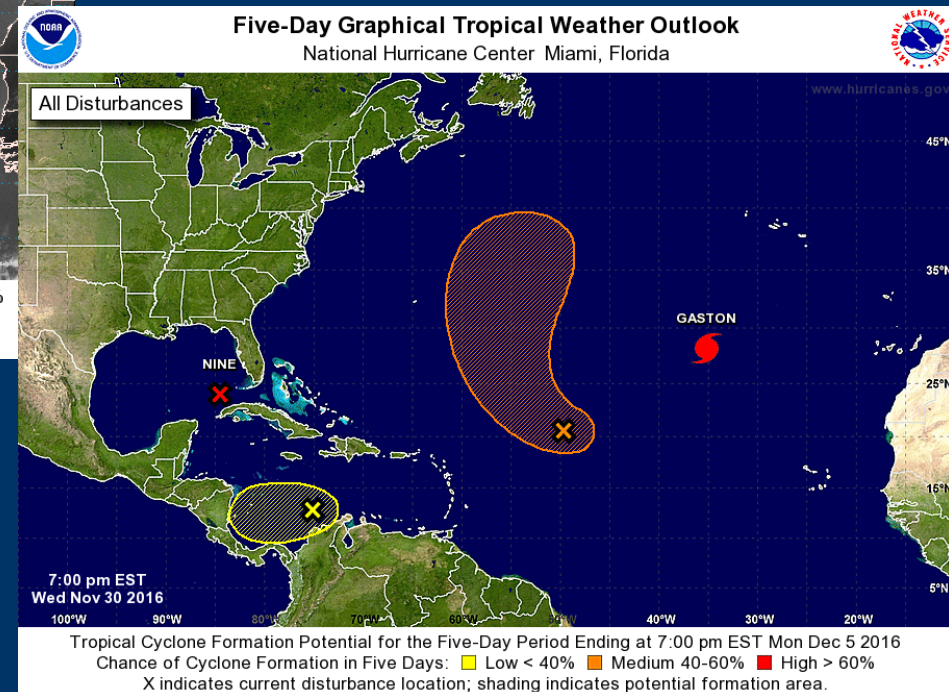 Five-Day Graphical Tropical Weather Outlook
National Hurricane Center Miami, Florida
NOAA
All Disturbances
www.hurricanes.gov
45°N
35°N
GASTON
NINE
25°N
15°N
7:00 pm EST
Wed Nov 30 2016
5°N
100°W 90°W 80°W 70°W 60°W 50°W 40°W 30°W 20°W
Tropical Cyclone Formation Potential for the Five-Day Period Ending at 7:00 pm EST Mon Dec 5 2016
Chance of Cyclone Formation in Five Days: Low < 40% Medium 40-60% High > 60%
X indicates current disturbance location; shading indicates potential formation area.